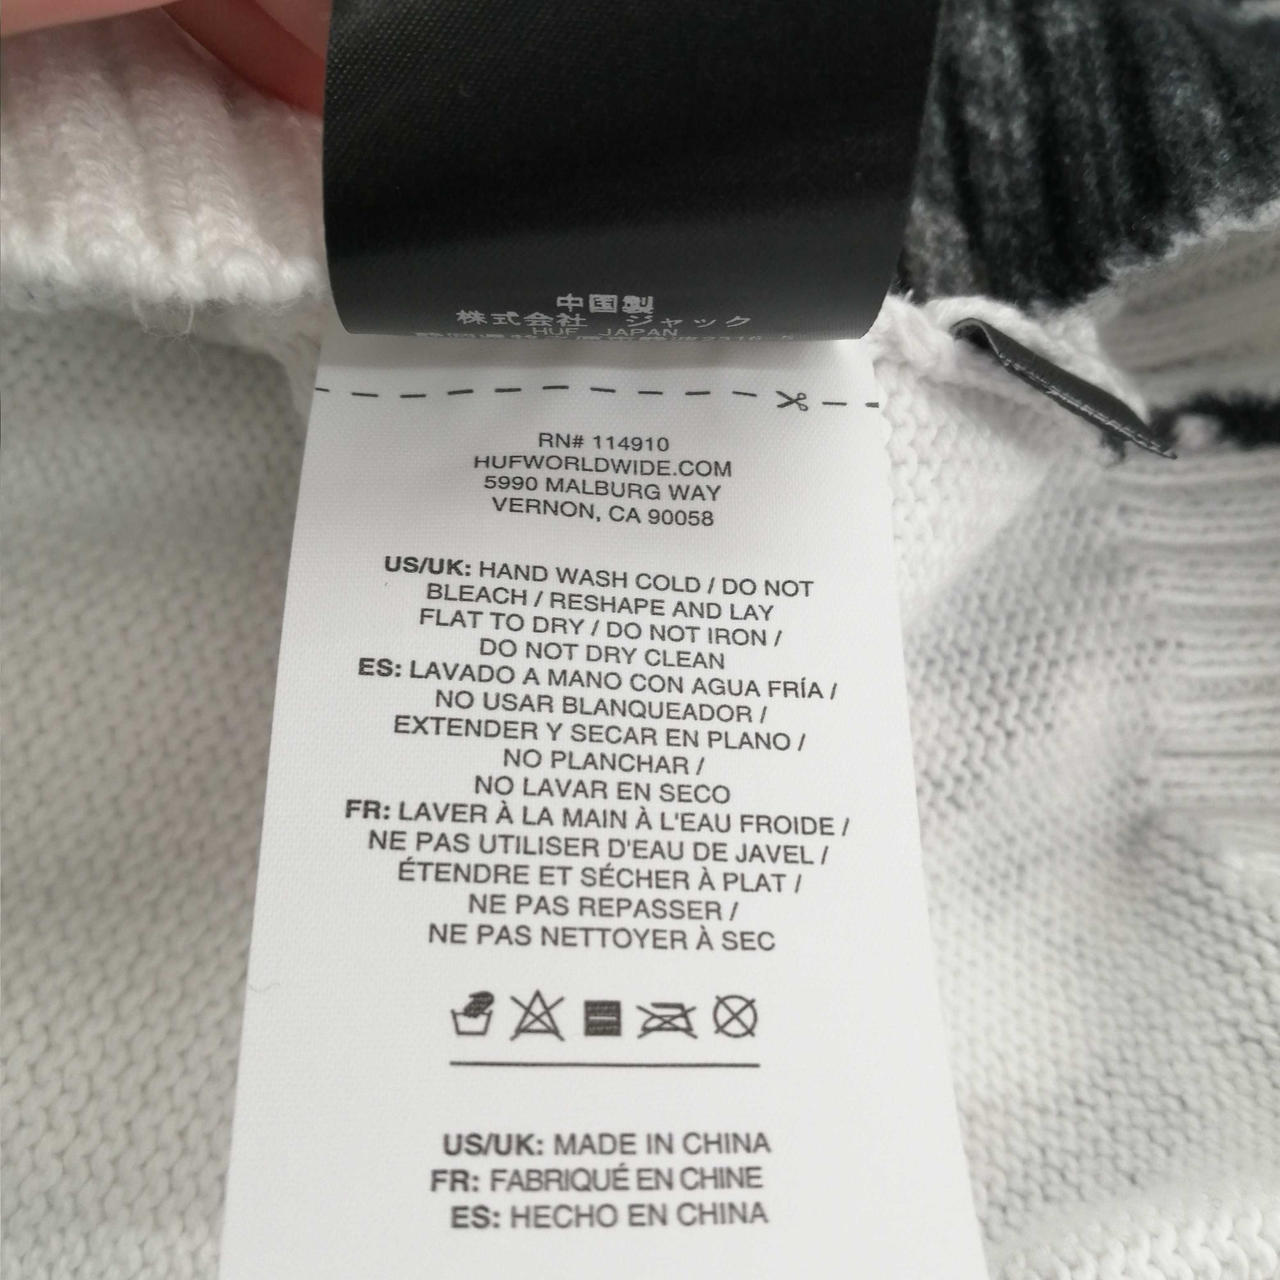 中国製
株式会社 ジャック
HUF JAPAN
RN# 114910
HUFWORLDWIDE.COM
5990 MALBURG WAY
VERNON, CA 90058
US/UK: HAND WASH COLD / DO NOT
BLEACH / RESHAPE AND LAY
FLAT TO DRY / DO NOT IRON /
DO NOT DRY CLEAN
ES: LAVADO A MANO CON AGUA FRÍA /
NO USAR BLANQUEADOR /
EXTENDER Y SECAR EN PLANO /
NO PLANCHAR /
NO LAVAR EN SECO
FR: LAVER À LA MAIN À L'EAU FROIDE /
NE PAS UTILISER D'EAU DE JAVEL /
ÉTENDRE ET SÉCHER À PLAT /
NE PAS REPASSER /
NE PAS NETTOYER À SEC
US/UK: MADE IN CHINA
FR: FABRIQUÉ EN CHINE
ES: HECHO EN CHINA